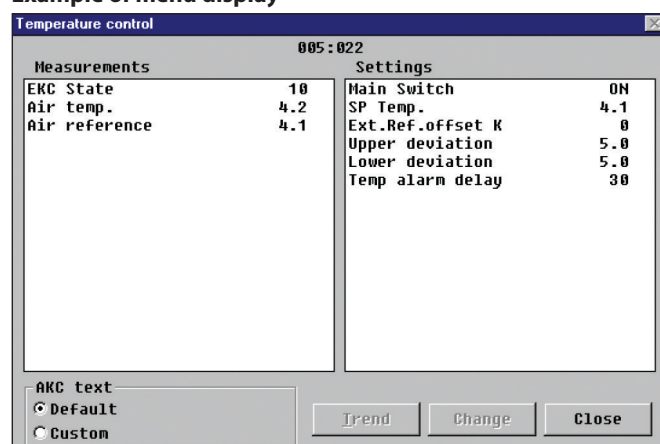 Example of menu display
Temperature control
005:022
Measurements
EKC State 10
Air temp. 4.2
Air reference 4.1
Settings
Main Switch ON
SP Temp. 4.1
Ext.Ref.offset K 0
Upper deviation 5.0
Lower deviation 5.0
Temp alarm delay 30
AKC text
Default
Custom
Trend
Change
Close